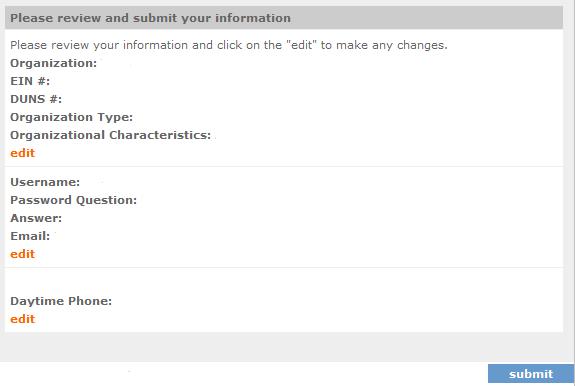 Please review and submit your information
Please review your information and click on the "edit" to make any changes.
Organization:
EIN #:
DUNS #:
Organization Type:
Organizational Characteristics:
edit
Username:
Password Question:
Answer:
Email:
edit
Daytime Phone:
edit
submit